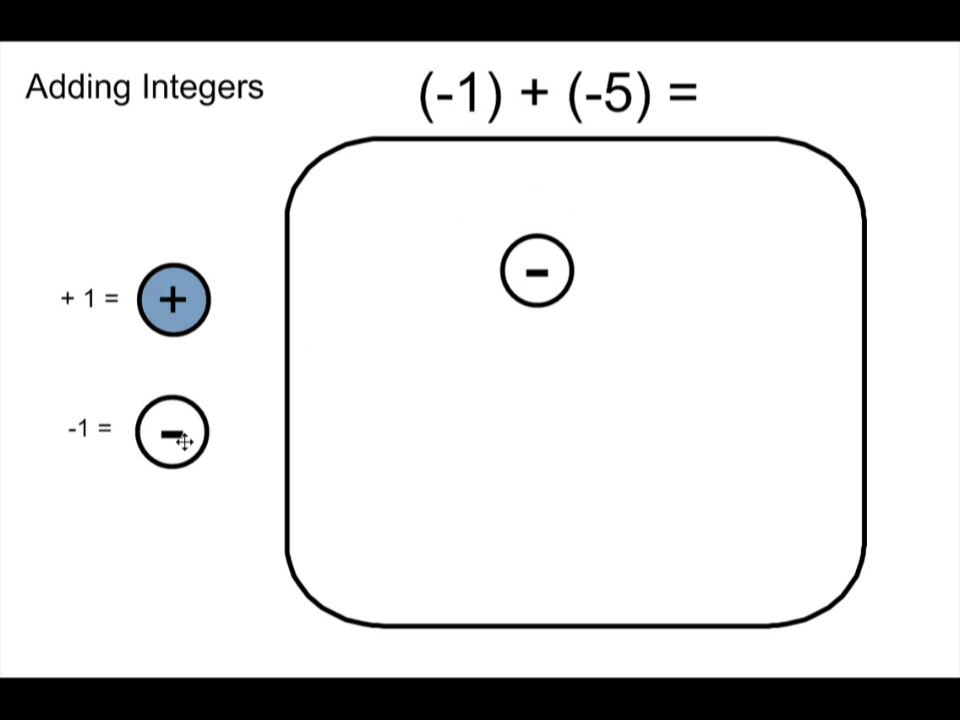 Adding Integers
(-1) + (-5) =
-
+ 1 = +
-1 = -